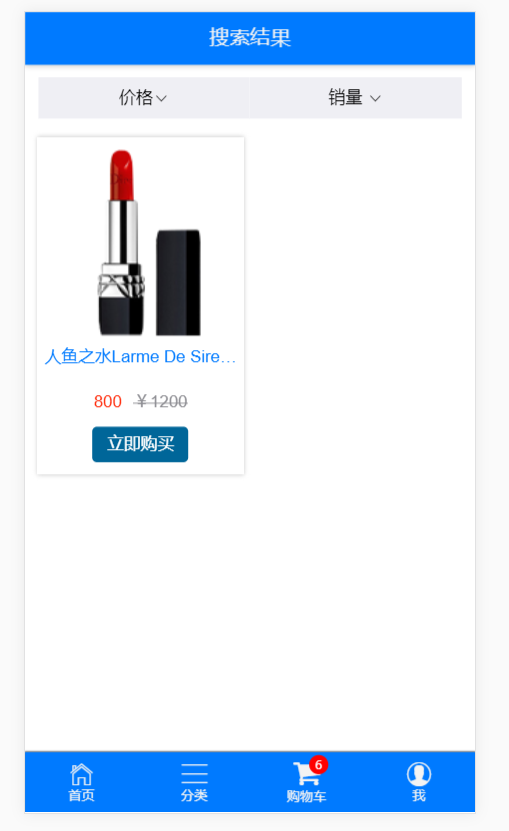 搜索结果
价格 销量
人鱼之水Larme De Sire...
800 ¥1200
立即购买
6
首页 分类 购物车 我